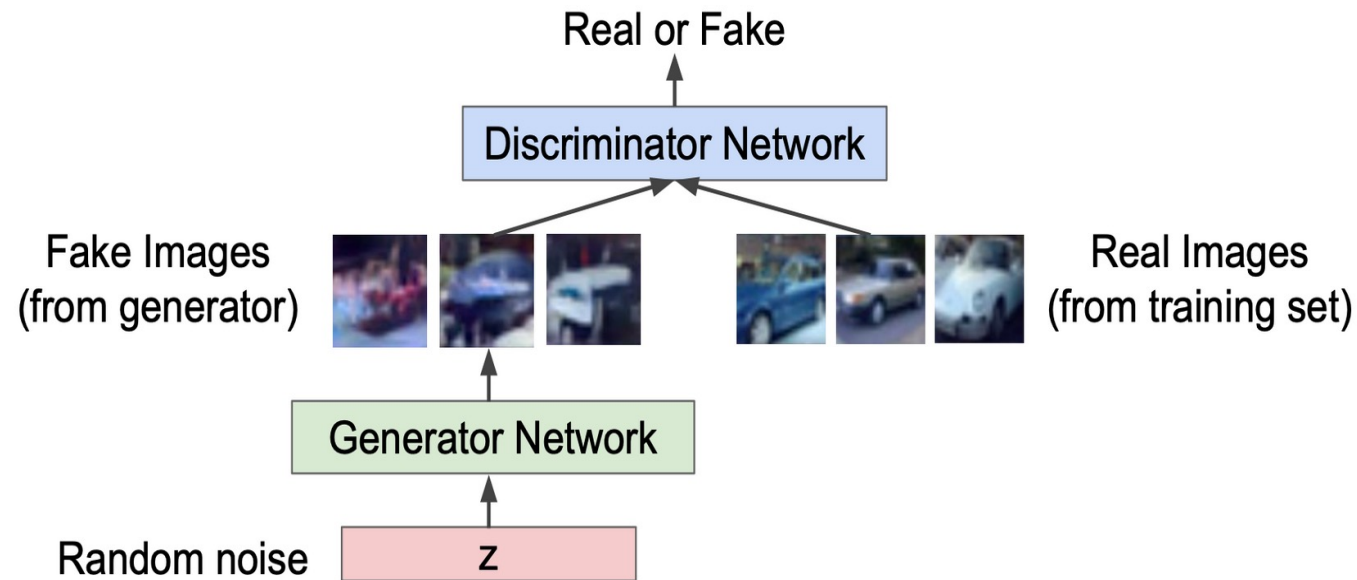 Real or Fake
Discriminator Network
Fake Images
(from generator)
Real Images
(from training set)
Generator Network
Random noise
z